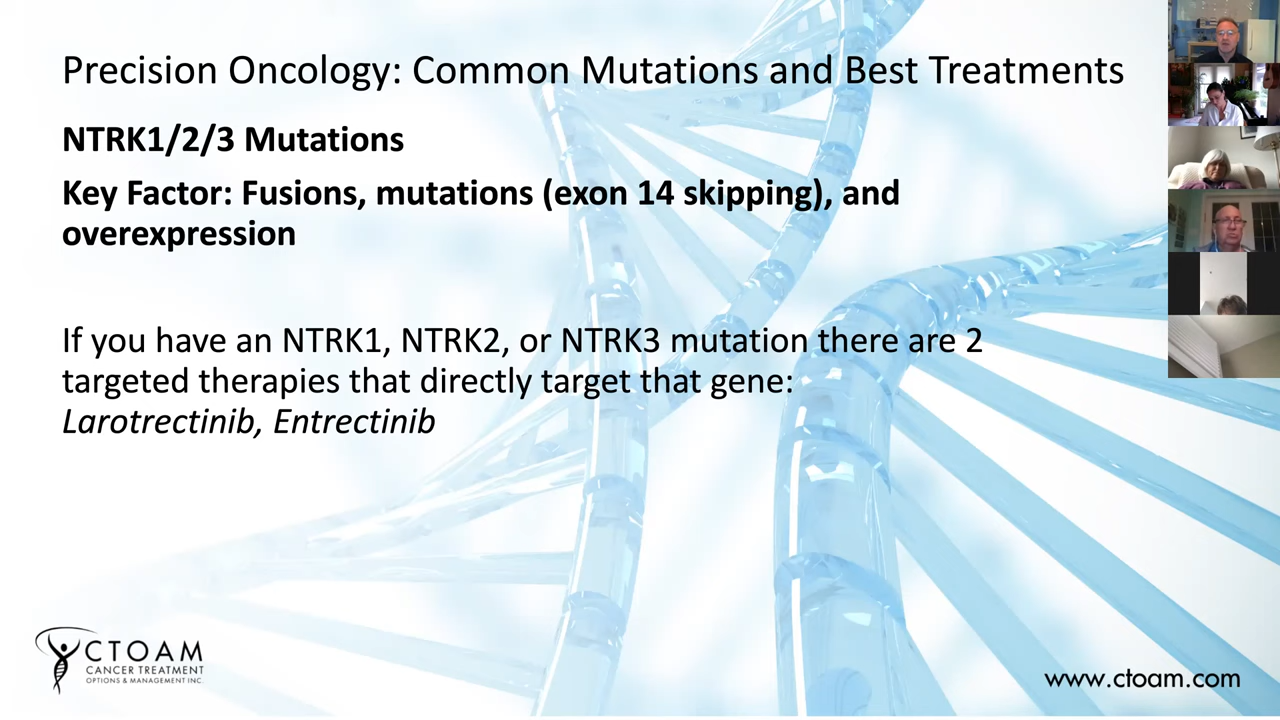 Precision Oncology: Common Mutations and Best Treatments
NTRK1/2/3 Mutations
Key Factor: Fusions, mutations (exon 14 skipping), and
overexpression
If you have an NTRK1, NTRK2, or NTRK3 mutation there are 2
targeted therapies that directly target that gene:
Larotrectinib, Entrectinib
CTOAM
CANCER TREATMENT
OPTIONS & MANAGEMENT INC.
www.ctoam.com